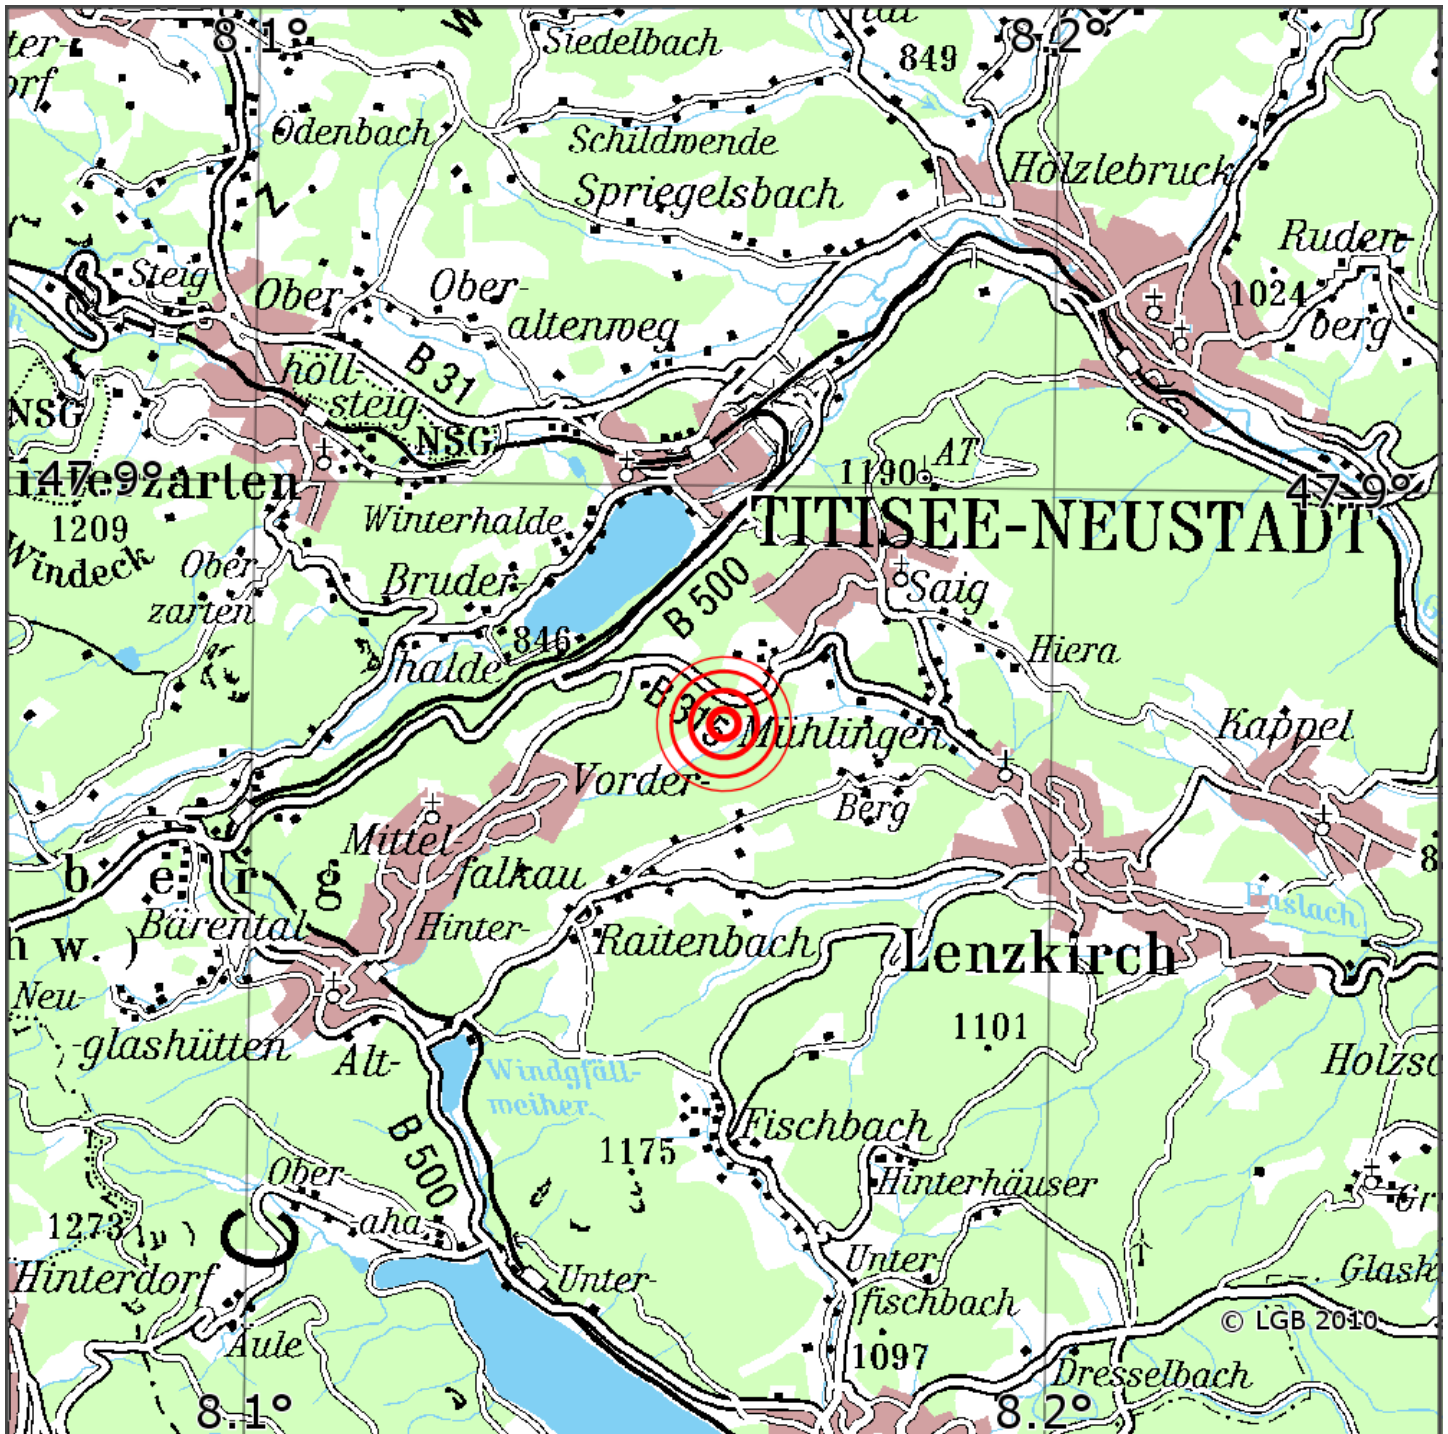 8.1°
8.2°
Siedelbach
849
Ödenbach
Schildwende
Hölzlebruck
Spriegelsbach
Z
Ruden-
Steig
Ober-
Ober-
1024
altenweg
berg
B 31
höll-
steig
NSG
NSG
AT
1190
47.9°
47.9°
1209
Winterhalde
TITISEE-NEUSTADT
Windeck
Ober-
zarten
Bruder-
B 500
Saig
846
halde
Hiera
B 315
Mühlingen
Kappel
Vorder-
Berg
Mittel-
falkau
b e r g
Bärental
Hinter-
Raitenbach
Haslach
Lenzkirch
Neu-
1101
-glashütten
Alt-
Windgfäll-
weiher
B 500
1175
Fischbach
Ober-
Hinterhäuser
1273
-aha
Unter-
fischbach
Hinterdorf
Unter-
© LGB 2010
Aule
1097
Dresselbach
8.1°
8.2°